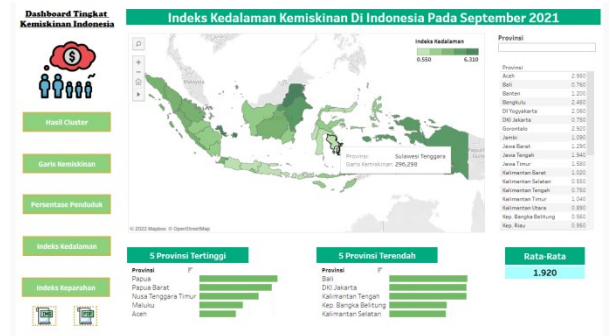 Dashboard Tingkat
Kemiskinan Indonesia
Hasil Cluster
Garis Kemiskinan
Persentase Penduduk
Indeks Kedalaman
Indeks Keparahan
Indeks Kedalaman Kemiskinan Di Indonesia Pada September 2021
Indeks Kedalaman
0.550 6.310
Malaysia
Provinsi: Sulawesi Tenggara
Garis Kemiskinan: 296,298
© 2022 Mapbox © OpenStreetMap
Provinsi
Provinsi
Aceh 2.980
Bali 0.760
Banten 1.200
Bengkulu 2.460
DI Yogyakarta 2.060
DKI Jakarta 0.750
Gorontalo 2.920
Jambi 1.090
Jawa Barat 1.290
Jawa Tengah 1.940
Jawa Timur 1.580
Kalimantan Barat 1.020
Kalimantan Selatan 0.550
Kalimantan Tengah 0.750
Kalimantan Timur 1.040
Kalimantan Utara 0.890
Kep. Bangka Belitung 0.560
Kep. Riau 0.950
5 Provinsi Tertinggi
Provinsi
Papua
Papua Barat
Nusa Tenggara Timur
Maluku
Aceh
5 Provinsi Terendah
Provinsi
Bali
DKI Jakarta
Kalimantan Tengah
Kep. Bangka Belitung
Kalimantan Selatan
Rata-Rata
1.920